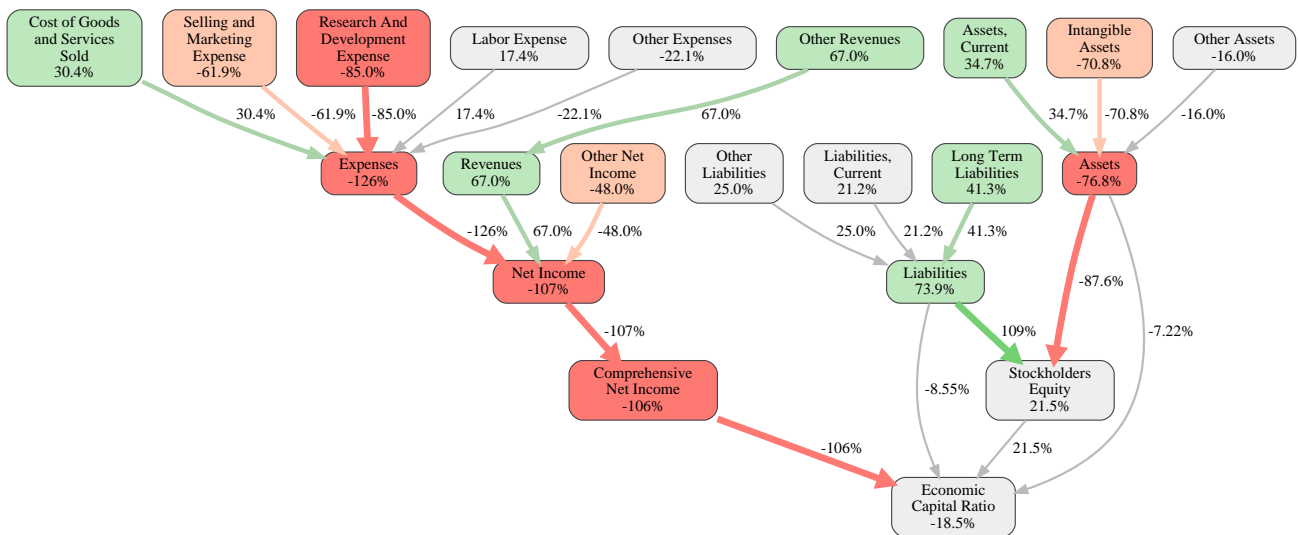 Cost of Goods
and Services
Sold
30.4%
Selling and
Marketing
Expense
-61.9%
Research And
Development
Expense
-85.0%
Labor Expense
17.4%
Other Expenses
-22.1%
Other Revenues
67.0%
Assets,
Current
34.7%
Intangible
Assets
-70.8%
Other Assets
-16.0%
30.4%
-61.9%
-85.0%
17.4%
-22.1%
67.0%
34.7%
-70.8%
-16.0%
Expenses
-126%
Revenues
67.0%
Other Net
Income
-48.0%
Other
Liabilities
25.0%
Liabilities,
Current
21.2%
Long Term
Liabilities
41.3%
Assets
-76.8%
-126%
67.0%
-48.0%
25.0%
21.2%
41.3%
Net Income
-107%
Liabilities
73.9%
-87.6%
-107%
109%
-7.22%
Comprehensive
Net Income
-106%
-8.55%
Stockholders
Equity
21.5%
-106%
21.5%
Economic
Capital Ratio
-18.5%